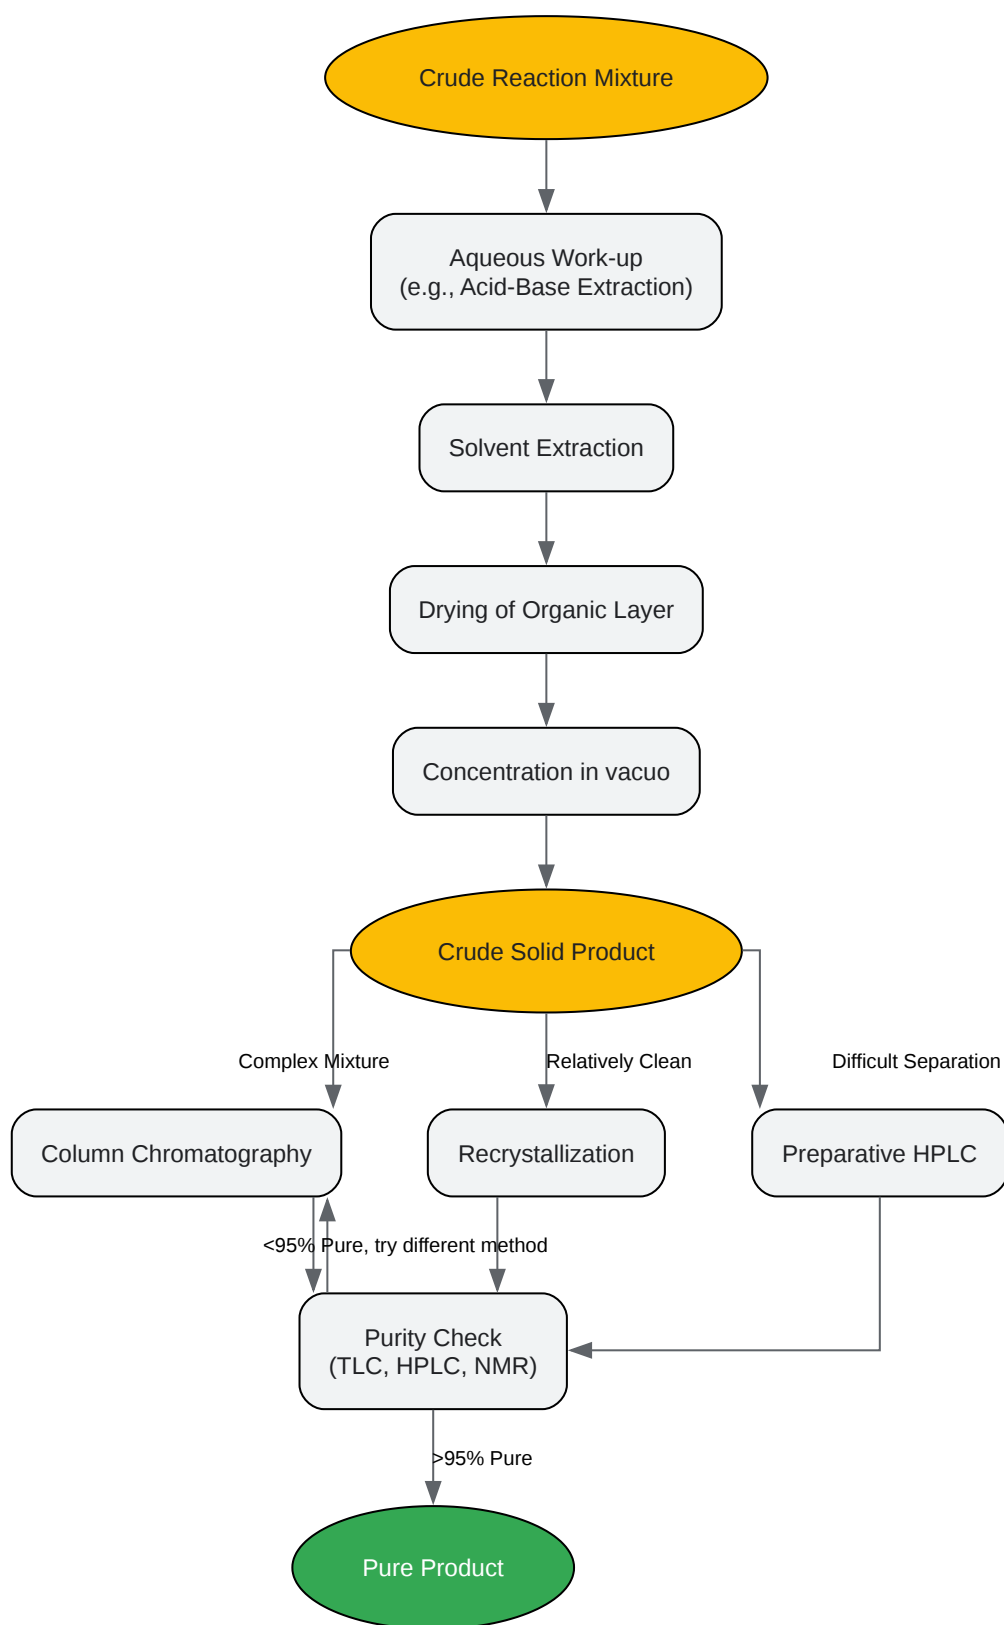 Crude Reaction Mixture
Aqueous Work-up
(e.g., Acid-Base Extraction)
Solvent Extraction
Drying of Organic Layer
Concentration in vacuo
Crude Solid Product
Complex Mixture
Relatively Clean
Difficult Separation
Column Chromatography
Recrystallization
Preparative HPLC
<95% Pure, try different method
Purity Check
(TLC, HPLC, NMR)
>95% Pure
Pure Product